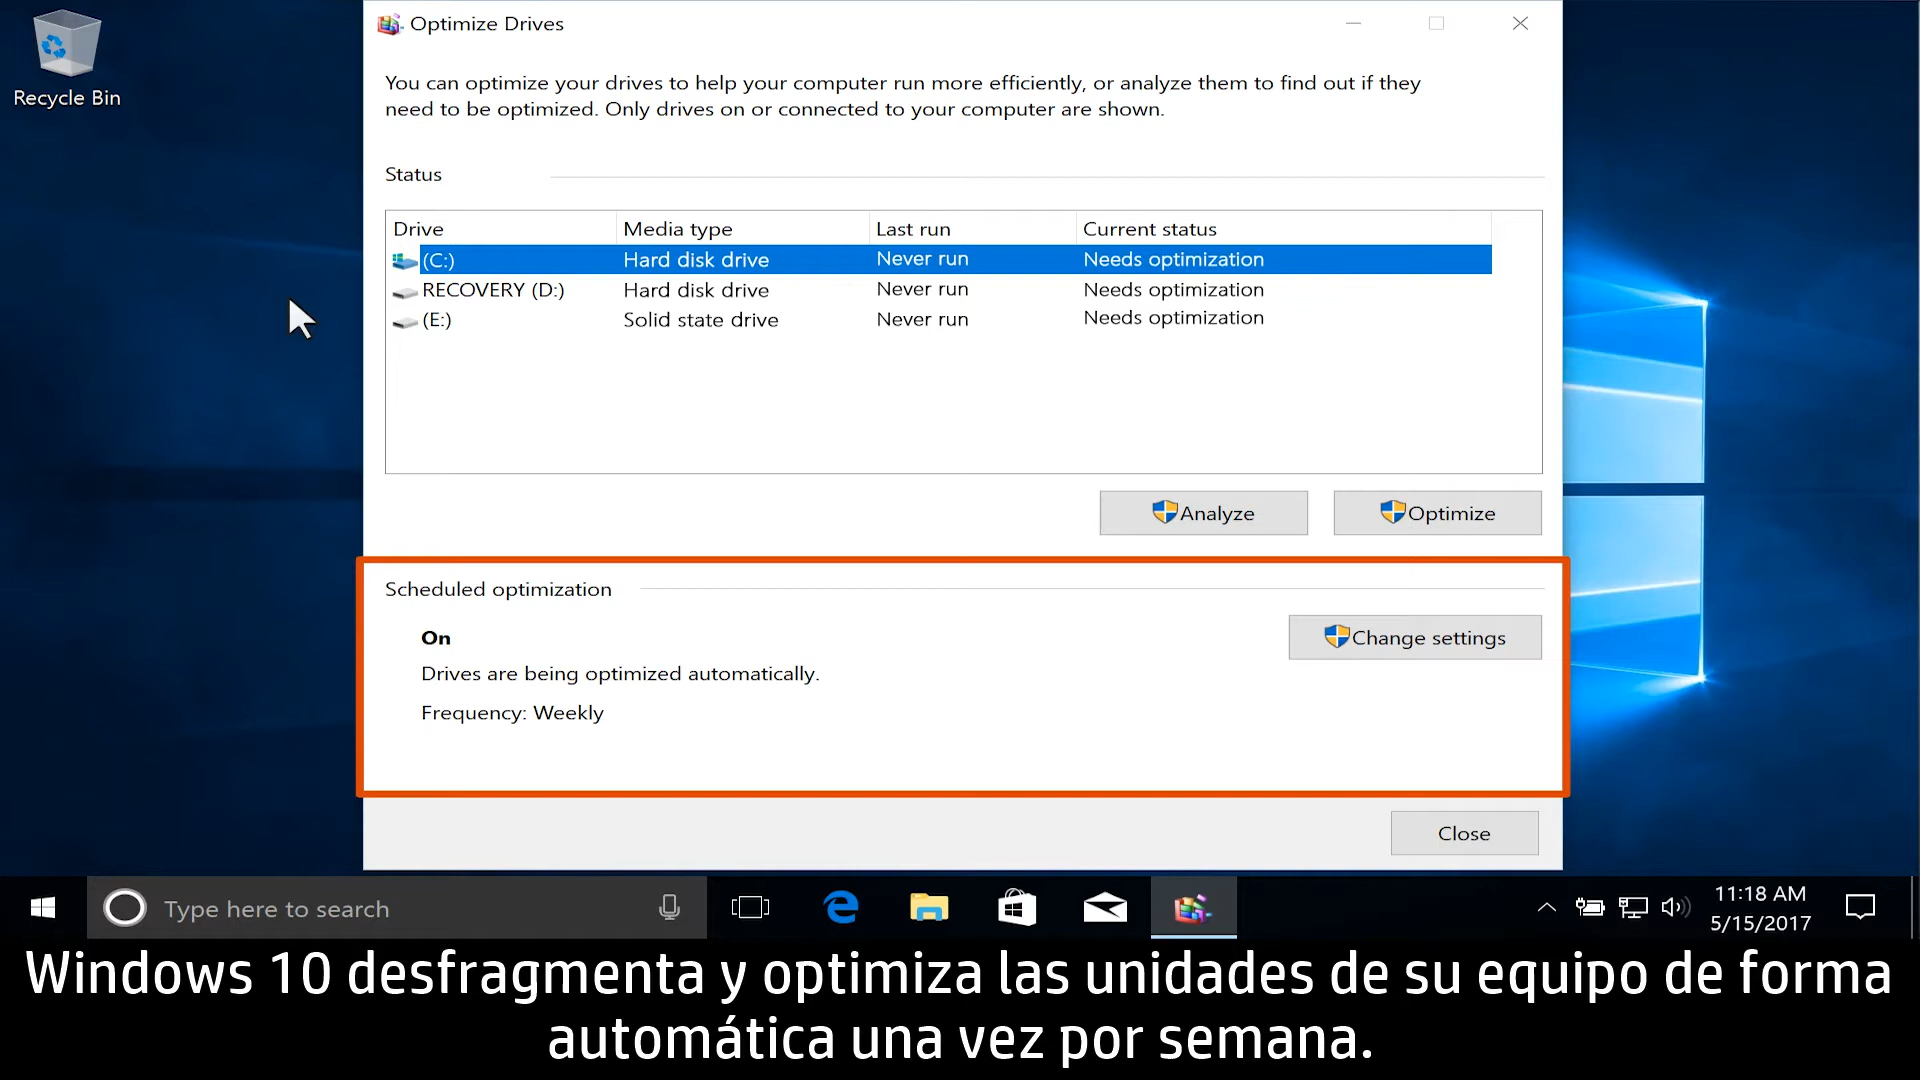 Recycle Bin
Optimize Drives
You can optimize your drives to help your computer run more efficiently, or analyze them to find out if they
need to be optimized. Only drives on or connected to your computer are shown.
Status
Drive Media type Last run Current status
(C:) Hard disk drive Never run Needs optimization
RECOVERY (D:) Hard disk drive Never run Needs optimization
(E:) Solid state drive Never run Needs optimization
Analyze Optimize
Scheduled optimization
On
Change settings
Drives are being optimized automatically.
Frequency: Weekly
Close
Type here to search
11:18 AM
5/15/2017
Windows 10 desfragmenta y optimiza las unidades de su equipo de forma
automática una vez por semana.